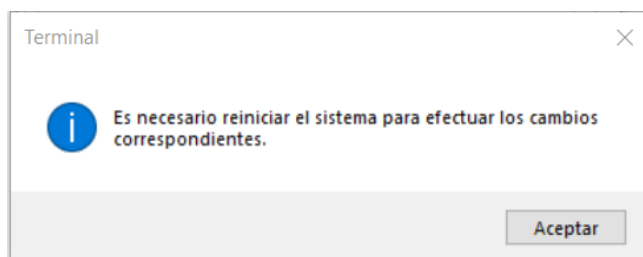 Terminal
Es necesario reiniciar el sistema para efectuar los cambios
correspondientes.
Aceptar